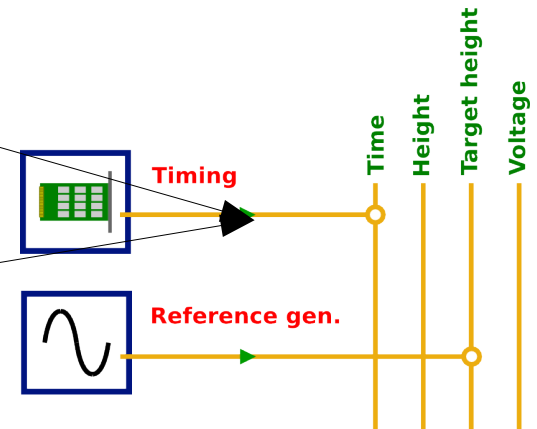 Time
Height
Target height
Voltage
Timing
Reference gen.